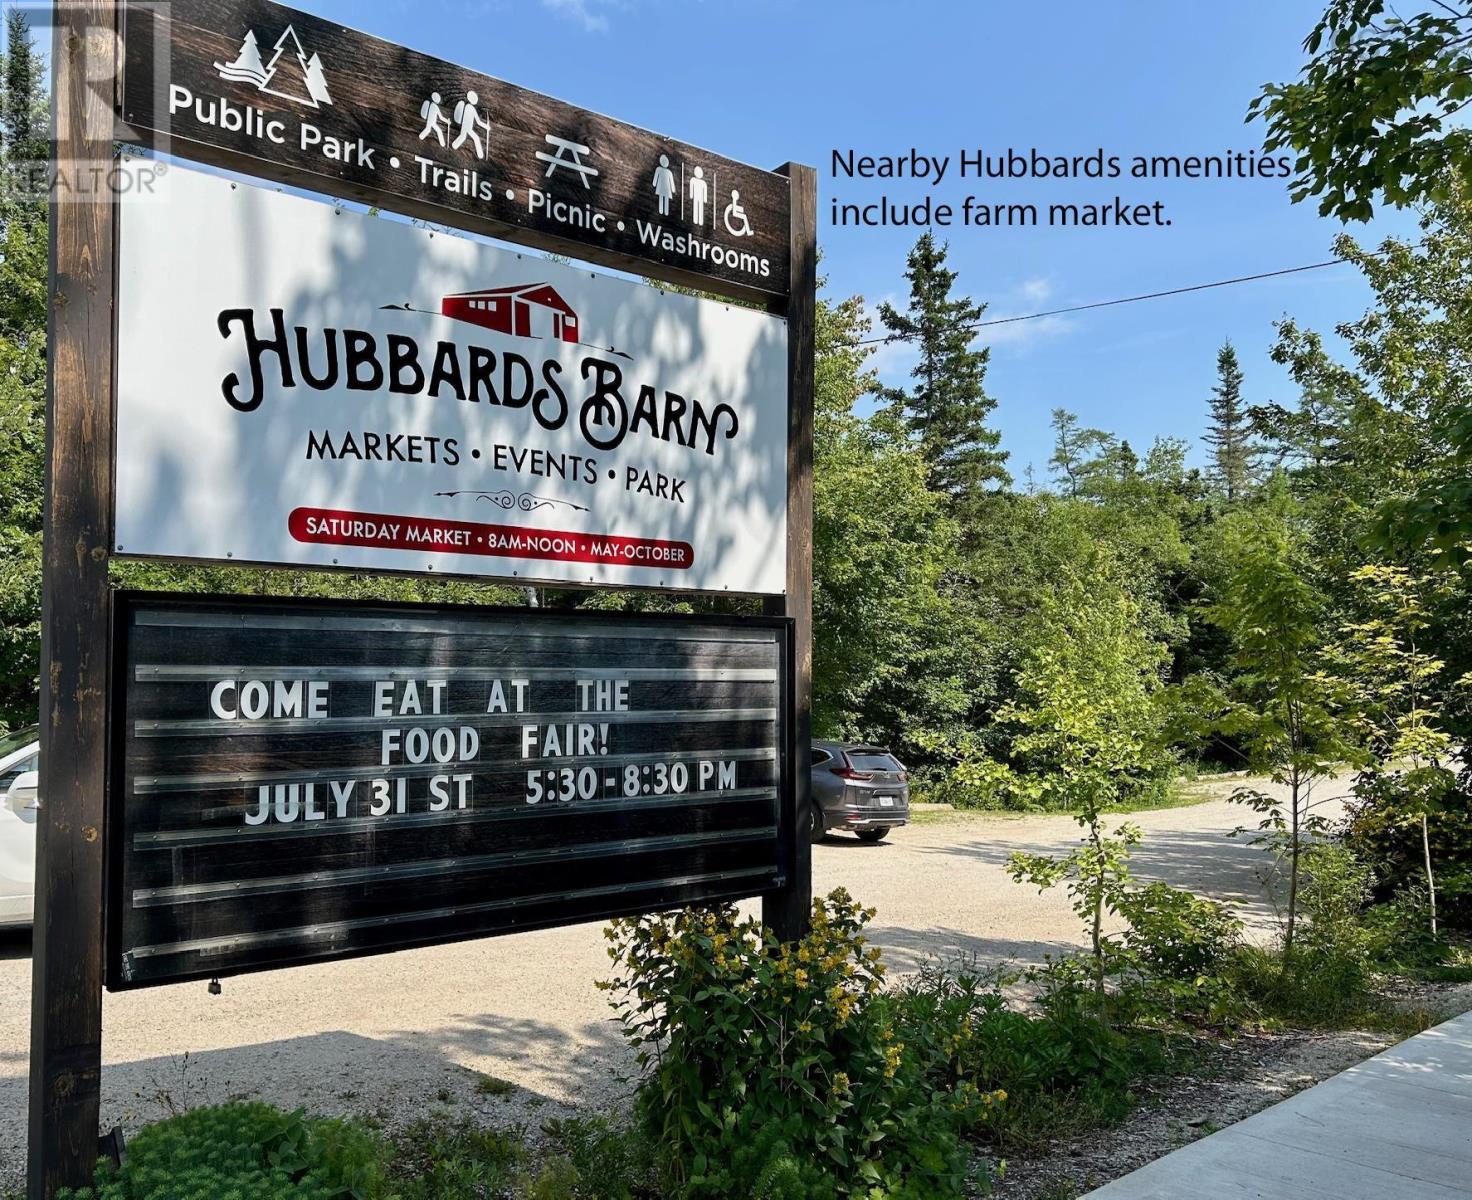 Public Park • Trails • Picnic • Washrooms
REALTOR®
Nearby Hubbards amenities
include farm market.
HUBBARDS BARN
MARKETS • EVENTS • PARK
SATURDAY MARKET • 8AM-NOON • MAY-OCTOBER
COME EAT AT THE
FOOD FAIR!
JULY 31 ST 5:30-8:30 PM